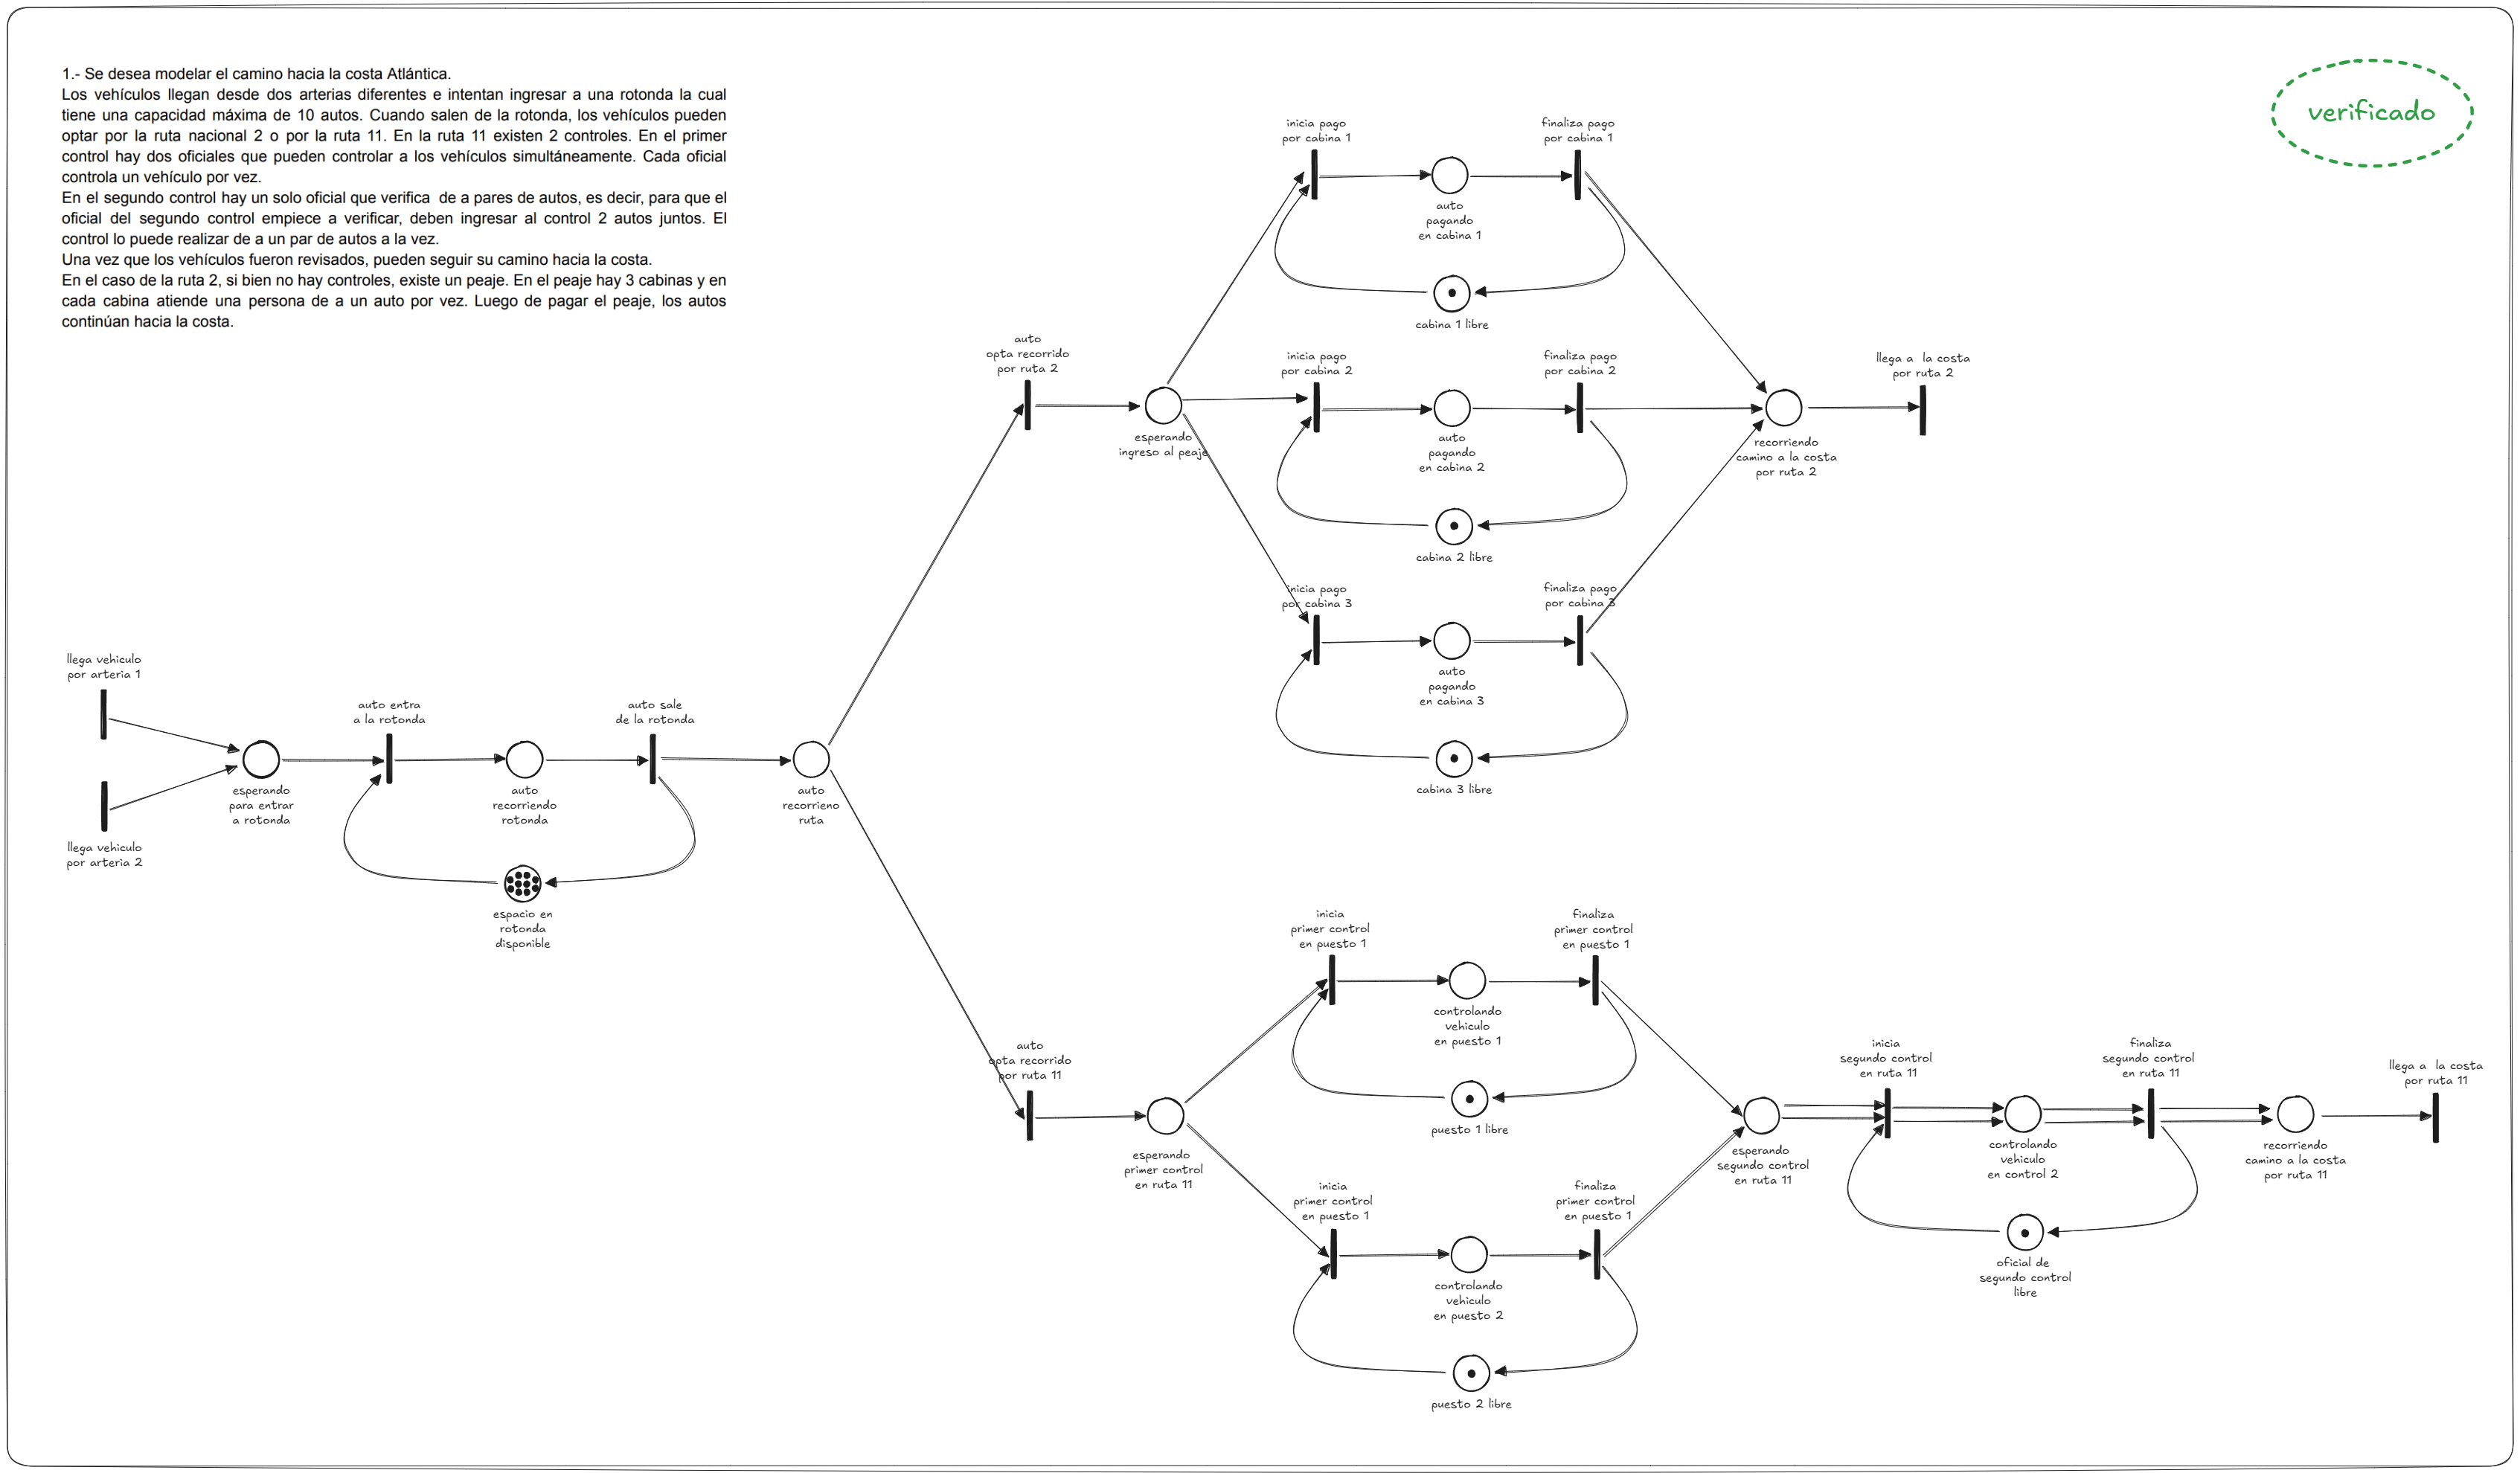 1.- Se desea modelar el camino hacia la costa Atlántica.
Los vehículos llegan desde dos arterias diferentes e intentan ingresar a una rotonda la cual
tiene una capacidad máxima de 10 autos. Cuando salen de la rotonda, los vehículos pueden
optar por la ruta nacional 2 o por la ruta 11. En la ruta 11 existen 2 controles. En el primer
control hay dos oficiales que pueden controlar a los vehículos simultáneamente. Cada oficial
controla un vehículo por vez.
En el segundo control hay un solo oficial que verifica  de a pares de autos, es decir, para que el
oficial del segundo control empiece a verificar, deben ingresar al control 2 autos juntos. El
control lo puede realizar de a un par de autos a la vez.
Una vez que los vehículos fueron revisados, pueden seguir su camino hacia la costa.
En el caso de la ruta 2, si bien no hay controles, existe un peaje. En el peaje hay 3 cabinas y en
cada cabina atiende una persona de a un auto por vez. Luego de pagar el peaje, los autos
continúan hacia la costa.
verificado
inicia pago
por cabina 1
finaliza pago
por cabina 1
auto
pagando
en cabina 1
cabina 1 libre
auto
opta recorrido
por ruta 2
esperando
ingreso al peaje
inicia pago
por cabina 2
finaliza pago
por cabina 2
auto
pagando
en cabina 2
cabina 2 libre
recorriendo
camino a la costa
por ruta 2
llega a  la costa
por ruta 2
inicia pago
por cabina 3
finaliza pago
por cabina 3
auto
pagando
en cabina 3
cabina 3 libre
llega vehiculo
por arteria 1
llega vehiculo
por arteria 2
esperando
para entrar
a rotonda
auto entra
a la rotonda
auto
recorriendo
rotonda
auto sale
de la rotonda
espacio en
rotonda
disponible
auto
recorrieno
ruta
auto
opta recorrido
por ruta 11
esperando
primer control
en ruta 11
inicia
primer control
en puesto 1
finaliza
primer control
en puesto 1
controlando
vehiculo
en puesto 1
puesto 1 libre
inicia
primer control
en puesto 1
finaliza
primer control
en puesto 1
controlando
vehiculo
en puesto 2
puesto 2 libre
esperando
segundo control
en ruta 11
inicia
segundo control
en ruta 11
finaliza
segundo control
en ruta 11
controlando
vehiculo
en control 2
oficial de
segundo control
libre
recorriendo
camino a la costa
por ruta 11
llega a  la costa
por ruta 11